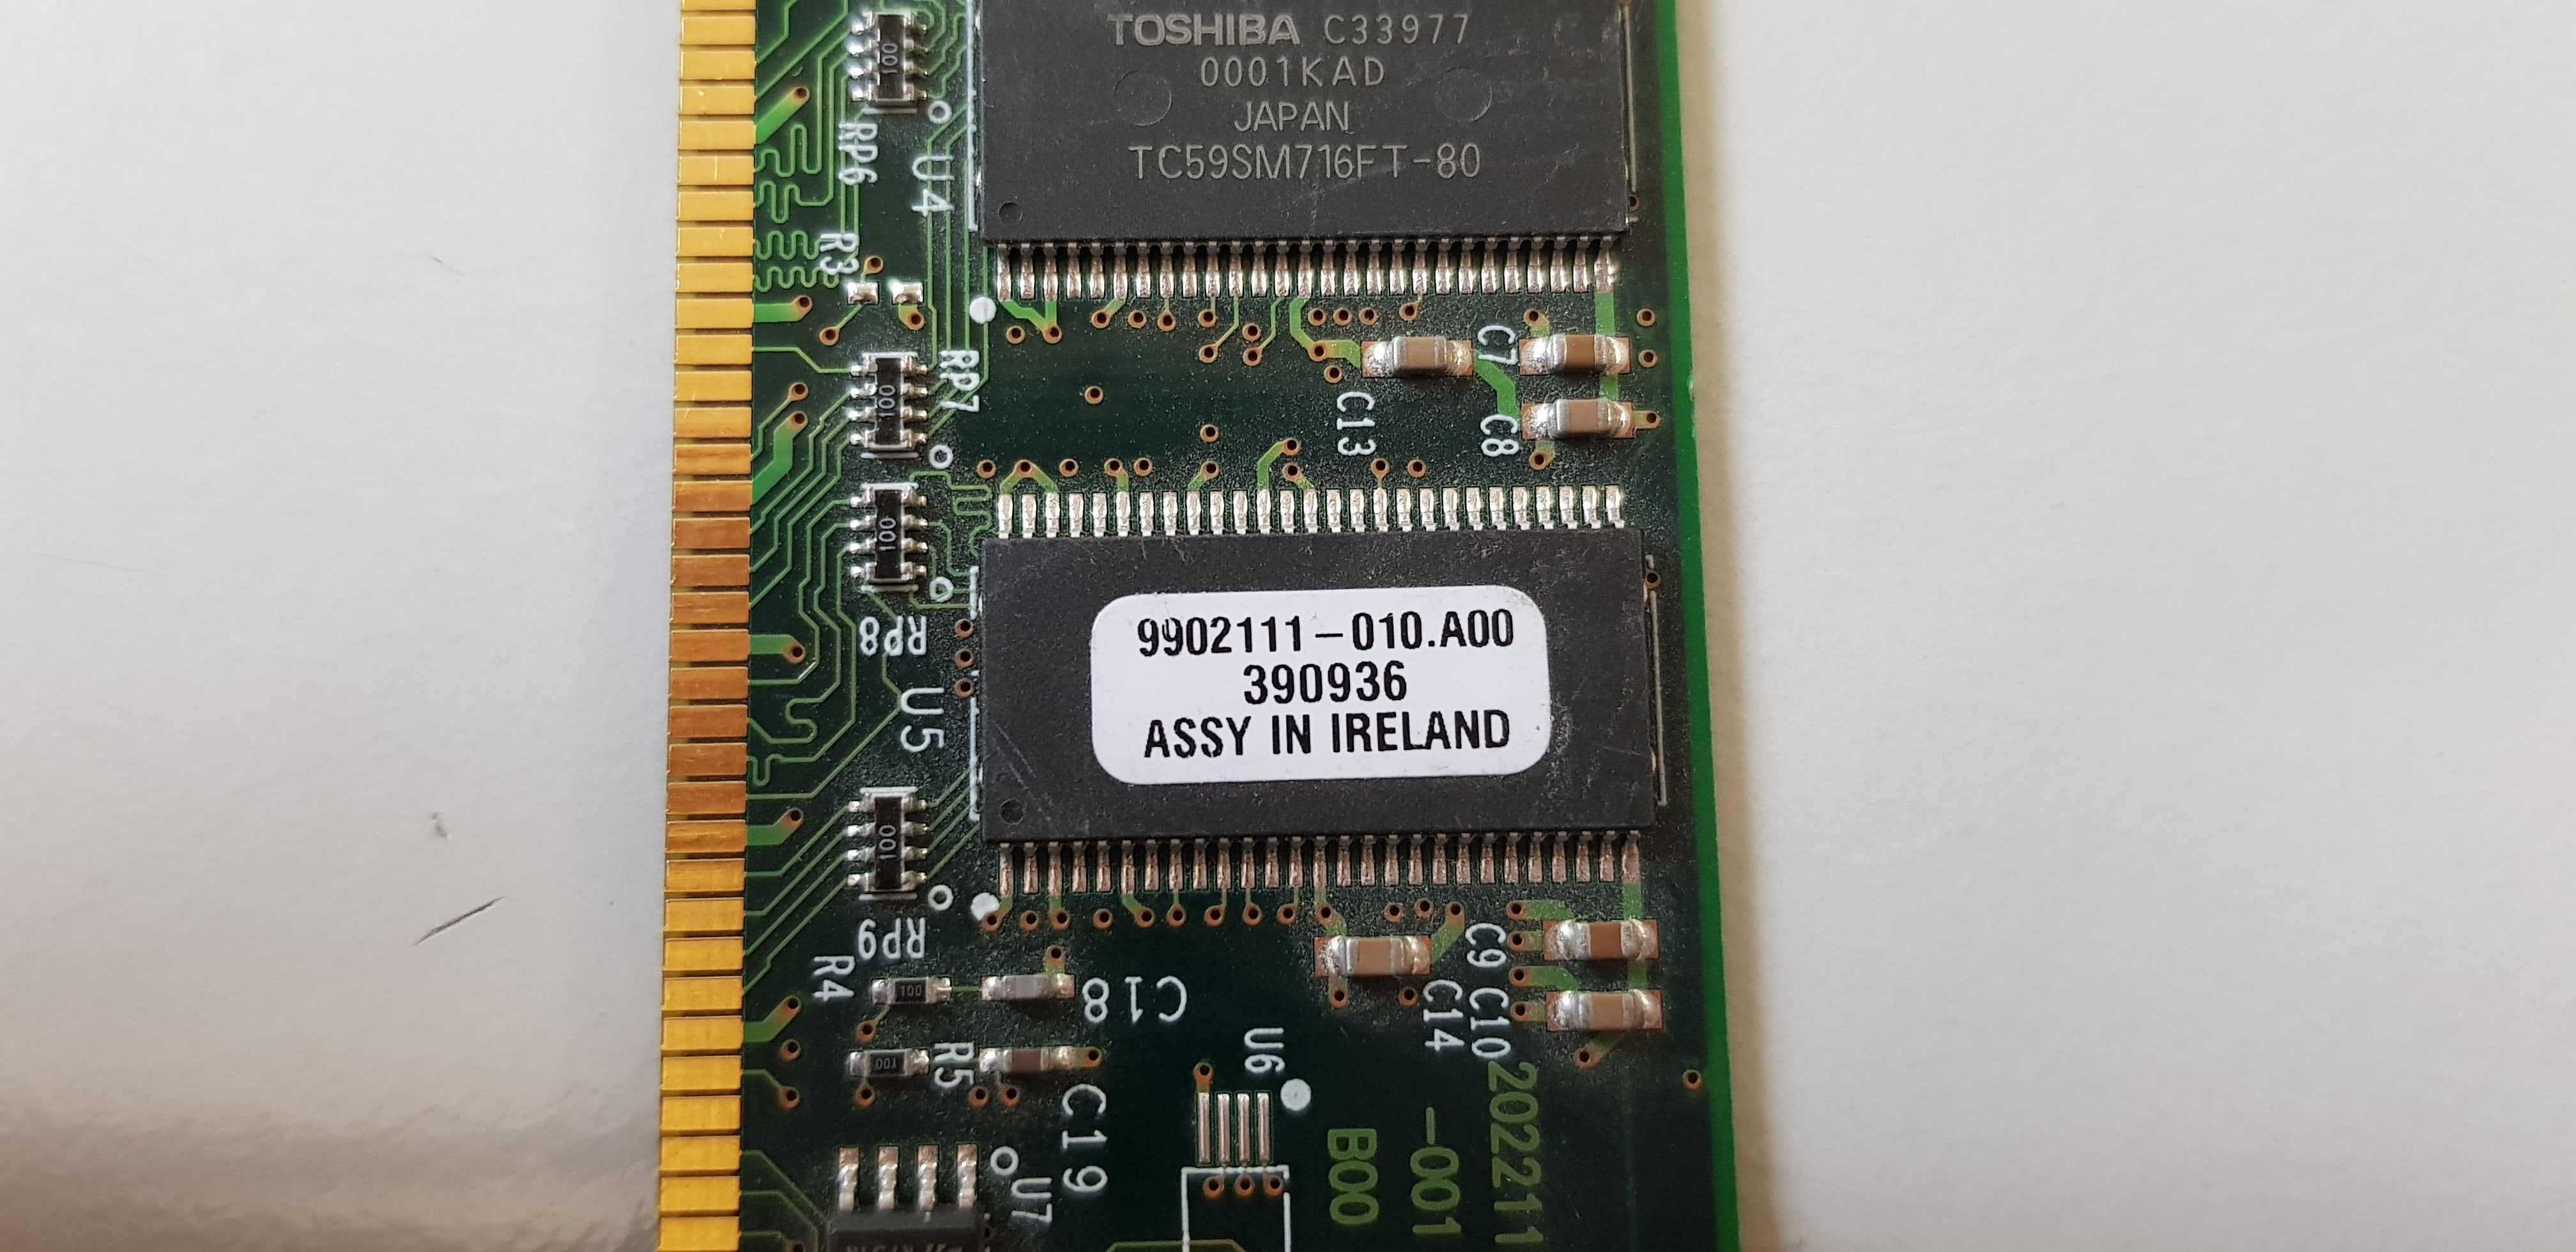 TOSHIBA C33977
0001KAD
JAPAN
TC59SM716FT-80
100
RP6
U4
R3
100
RP7
C7
C13
C8
100
RP8
U5
9902111-010.A00
390936
ASSY IN IRELAND
100
RP9
R4
100
C18
C9
C14
C10
U6
100
R5
C19
U7
B00
-001
202211